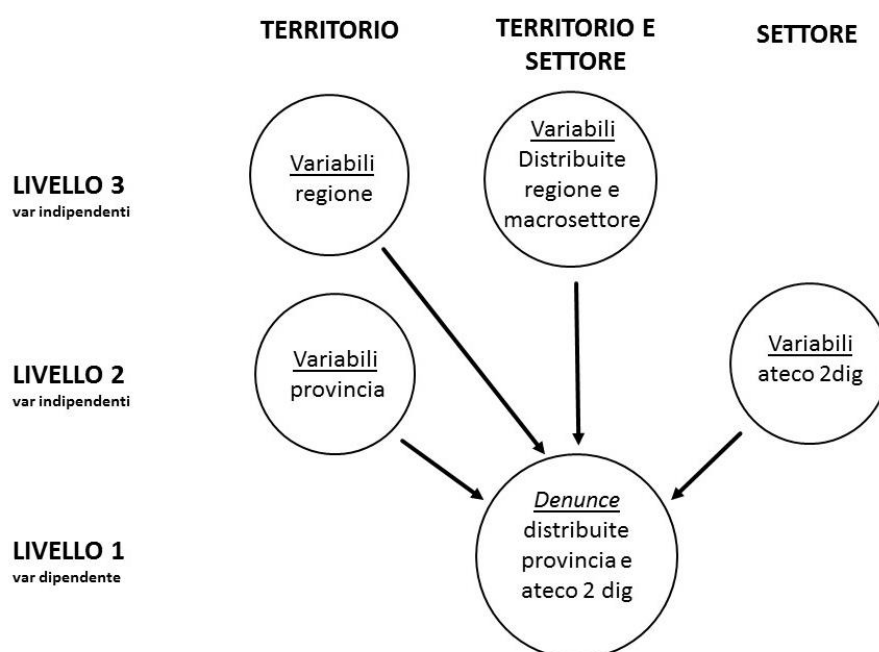 TERRITORIO
TERRITORIO E
SETTORE
SETTORE
LIVELLO 3
var indipendenti
Variabili
regione
Variabili
Distribuite
regione e
macrosettore
LIVELLO 2
var indipendenti
Variabili
provincia
Variabili
ateco 2dig
LIVELLO 1
var dipendente
Denunce
distribuite
provincia e
ateco 2 dig